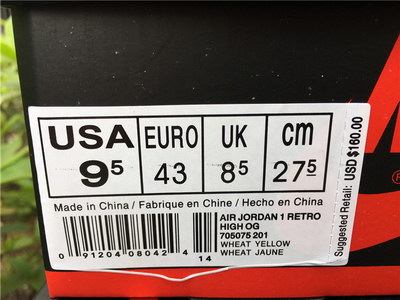 USA EURO UK cm
9⁵ 43 8⁵ 27⁵
Made in China / Fabrique en Chine / Hecho en China
AIR JORDAN 1 RETRO
HIGH OG
705075 201
WHEAT YELLOW
WHEAT JAUNE
0 91204 08042 4 14
Suggested Retail: USD $160.00
®